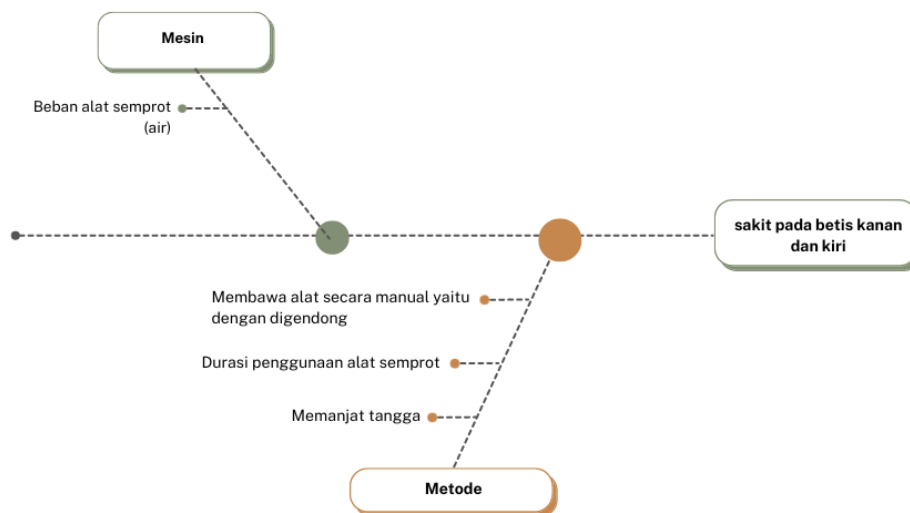 Mesin
Beban alat semprot
(air)
sakit pada betis kanan
dan kiri
Membawa alat secara manual yaitu
dengan digendong
Durasi penggunaan alat semprot
Memanjat tangga
Metode